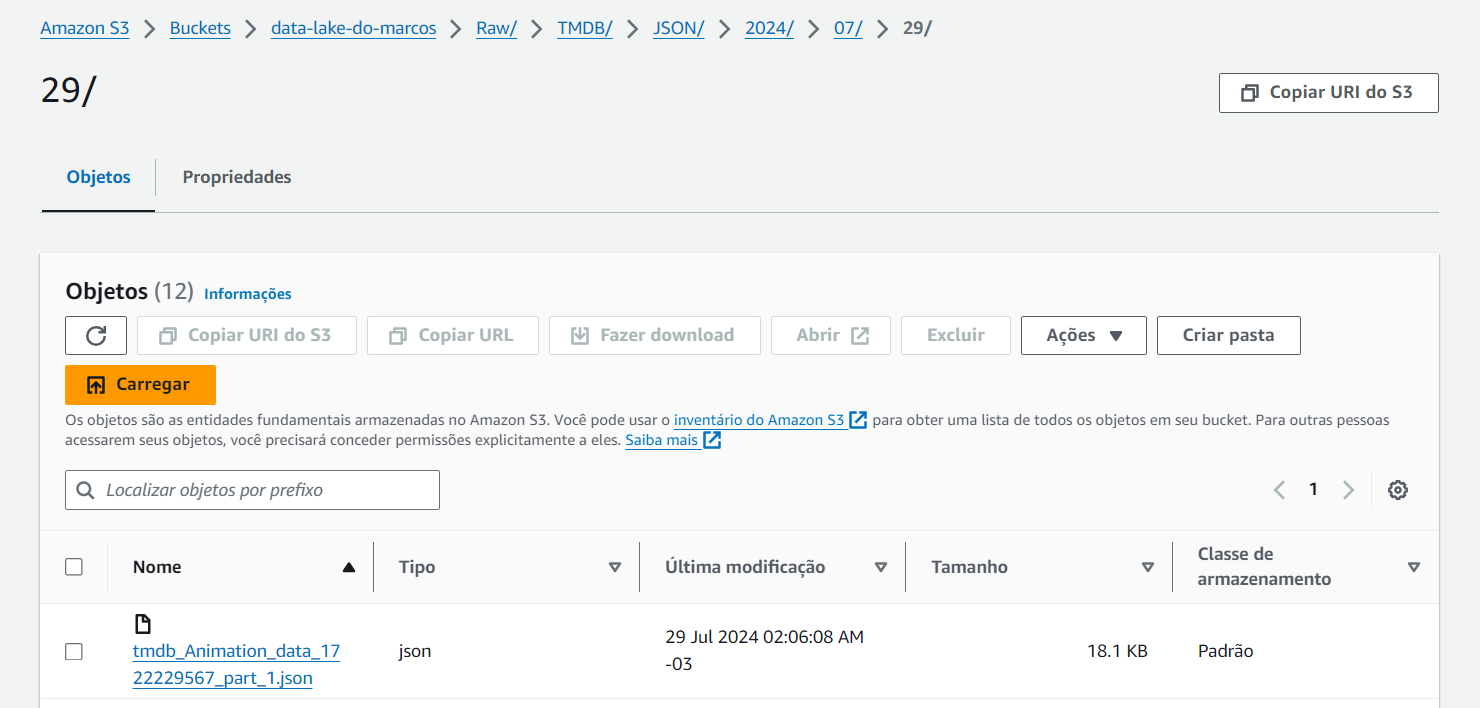 Amazon S3 > Buckets > data-lake-do-marcos > Raw/ > TMDB/ > JSON/ > 2024/ > 07/ > 29/
29/
Copiar URI do S3
Objetos Propriedades
Objetos (12) Informações
Copiar URI do S3 Copiar URL Fazer download Abrir Excluir Ações Criar pasta
Carregar
Os objetos são as entidades fundamentais armazenadas no Amazon S3. Você pode usar o inventário do Amazon S3 para obter uma lista de todos os objetos em seu bucket. Para outras pessoas
acessarem seus objetos, você precisará conceder permissões explicitamente a eles. Saiba mais
Localizar objetos por prefixo
1
Nome Tipo Última modificação Tamanho Classe de
armazenamento
tmdb_Animation_data_17
22229567_part_1.json
json
29 Jul 2024 02:06:08 AM
-03
18.1 KB
Padrão